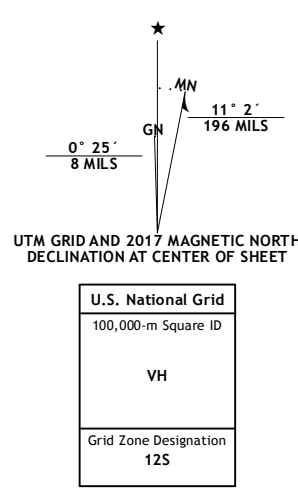 MN
GN
11° 2´
196 MILS
0° 25´
8 MILS
UTM GRID AND 2017 MAGNETIC NORTH
DECLINATION AT CENTER OF SHEET
U.S. National Grid
100,000-m Square ID
VH
Grid Zone Designation
12S